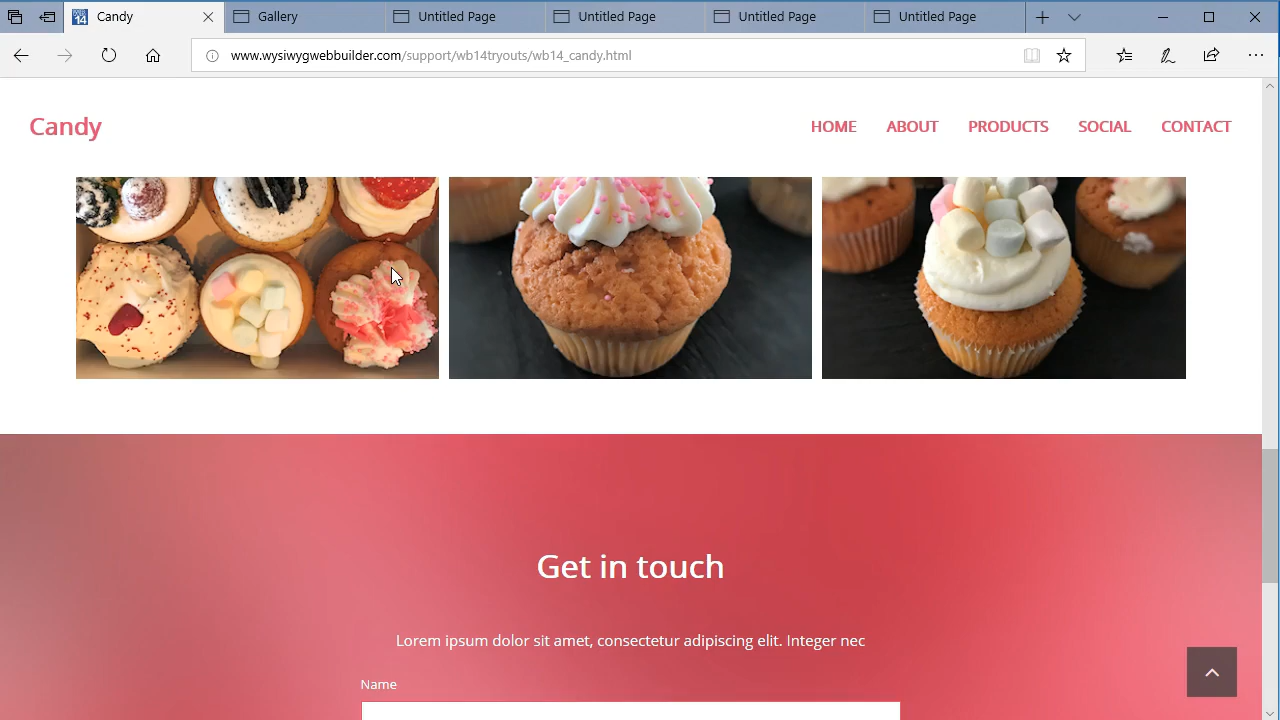 Candy
Gallery
Untitled Page
Untitled Page
Untitled Page
Untitled Page
www.wysiwygwebbuilder.com/support/wb14tryouts/wb14_candy.html
Candy
HOME
ABOUT
PRODUCTS
SOCIAL
CONTACT
Get in touch
Lorem ipsum dolor sit amet, consectetur adipiscing elit. Integer nec
Name